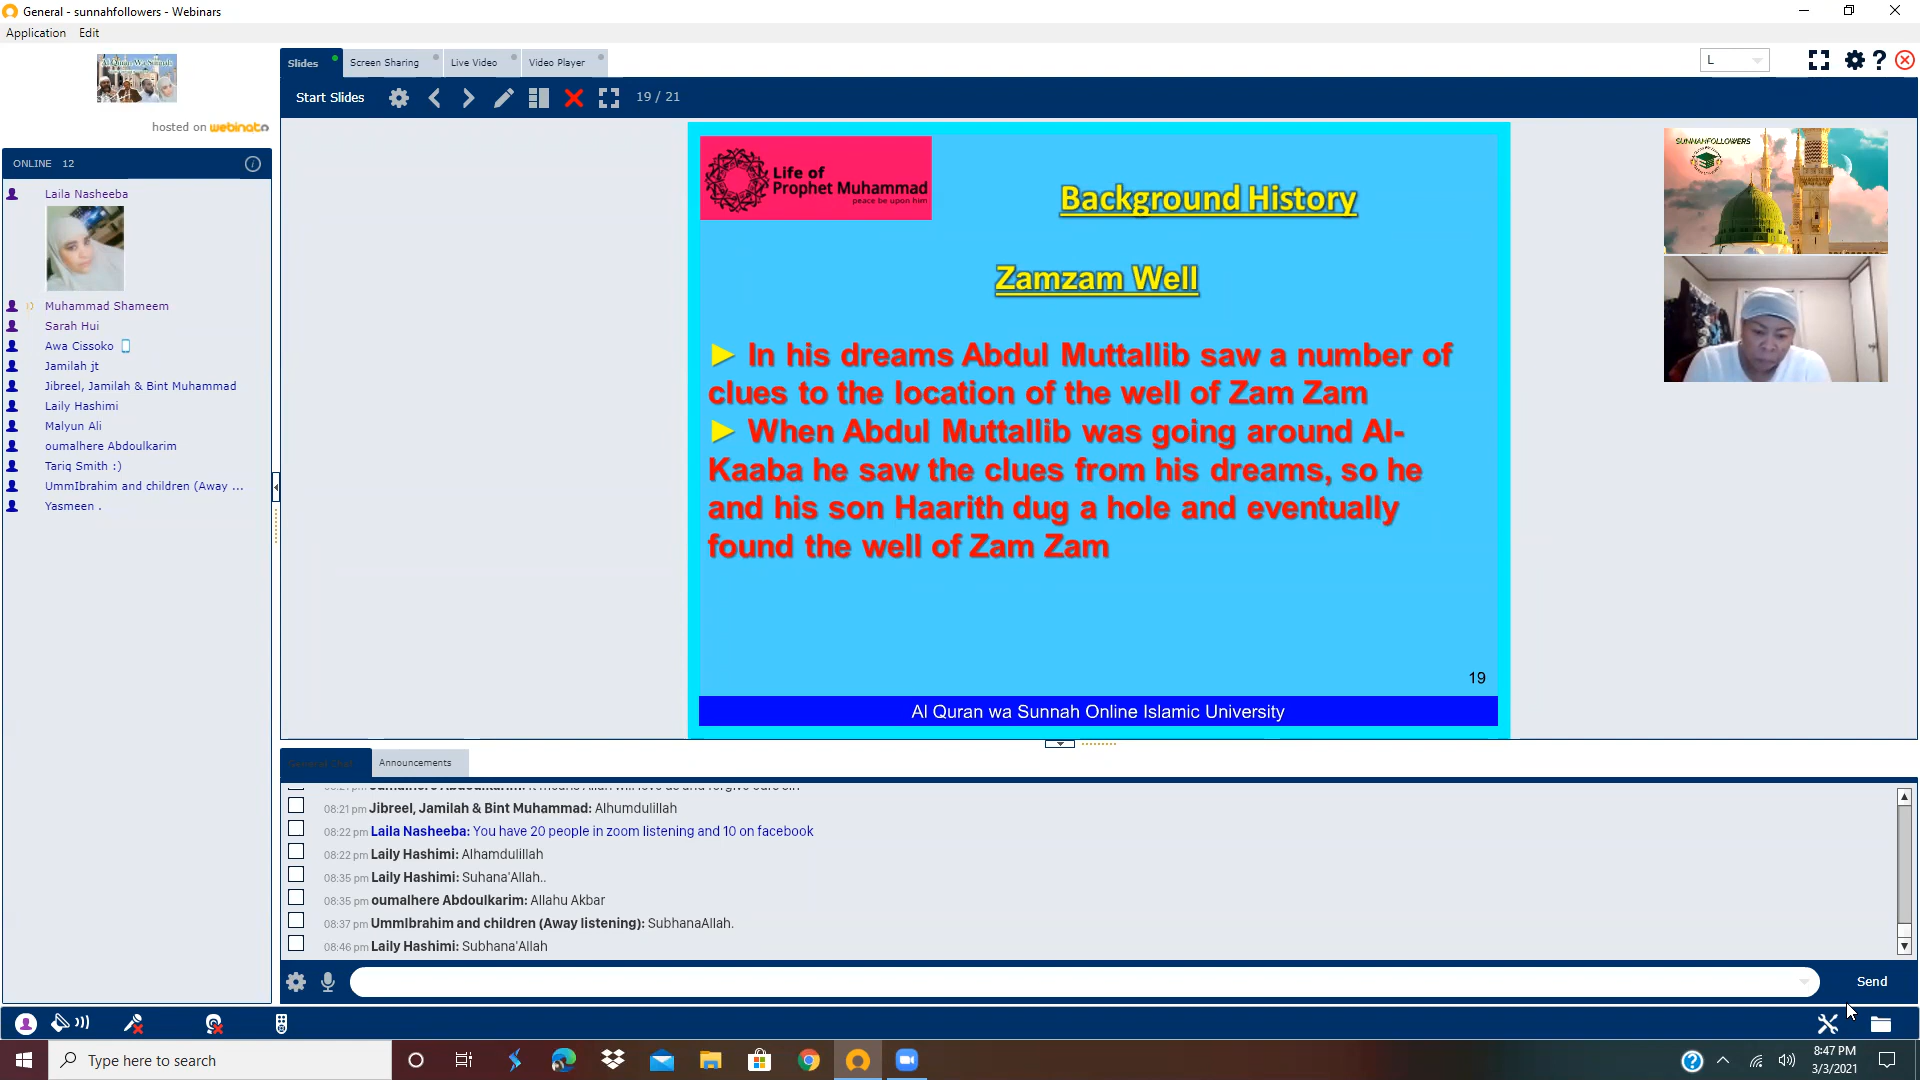 General - sunnahfollowers - Webinars
Application Edit
hosted on webinato
ONLINE 12
Laila Nasheeba
Muhammad Shameem
Sarah Hui
Awa Cissoko
Jamilah jt
Jibreel, Jamilah & Bint Muhammad
Laily Hashimi
Malyun Ali
oumalhere Abdoulkarim
Tariq Smith :)
UmmIbrahim and children (Away ...
Yasmeen .
Slides Screen Sharing Live Video Video Player
L
Start Slides 19 / 21
Life of
Prophet Muhammad
peace be upon him
Background History
Zamzam Well
► In his dreams Abdul Muttallib saw a number of
clues to the location of the well of Zam Zam
► When Abdul Muttallib was going around Al-
Kaaba he saw the clues from his dreams, so he
and his son Haarith dug a hole and eventually
found the well of Zam Zam
19
Al Quran wa Sunnah Online Islamic University
SUNNAHFOLLOWERS
General Chat Announcements
08:21 pm Jibreel, Jamilah & Bint Muhammad: Alhumdulillah
08:22 pm Laila Nasheeba: You have 20 people in zoom listening and 10 on facebook
08:22 pm Laily Hashimi: Alhamdulillah
08:35 pm Laily Hashimi: Suhana'Allah..
08:35 pm oumalhere Abdoulkarim: Allahu Akbar
08:37 pm UmmIbrahim and children (Away listening): SubhanaAllah.
08:46 pm Laily Hashimi: Subhana'Allah
Send
Type here to search
8:47 PM
3/3/2021